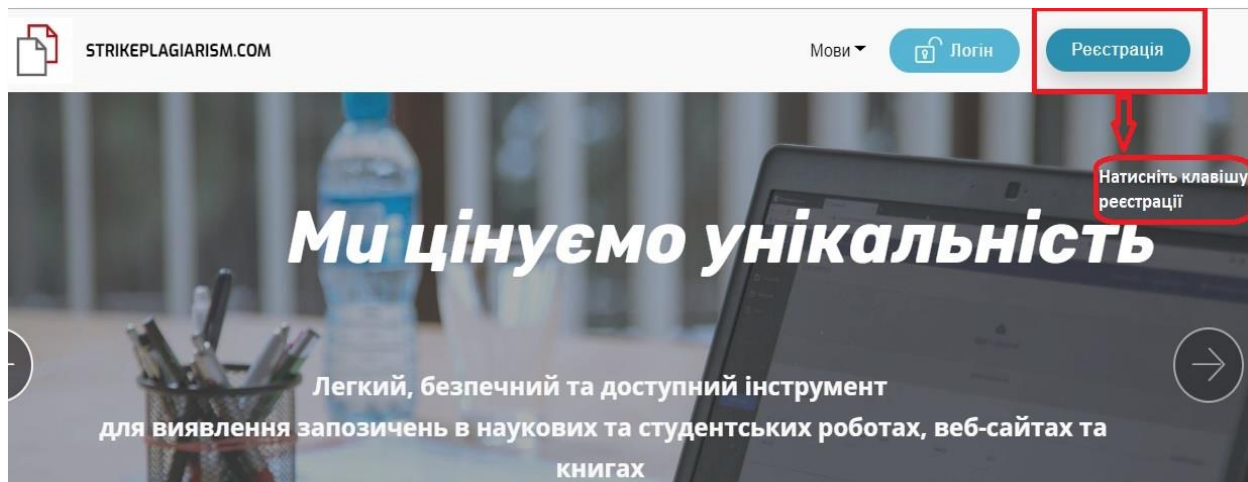 STRIKEPLAGIARISM.COM
Мови
Логін
Реєстрація
Натисніть клавішу
реєстрації
Ми цінуємо унікальність
Легкий, безпечний та доступний інструмент
для виявлення запозичень в наукових та студентських роботах, веб-сайтах та
книгах